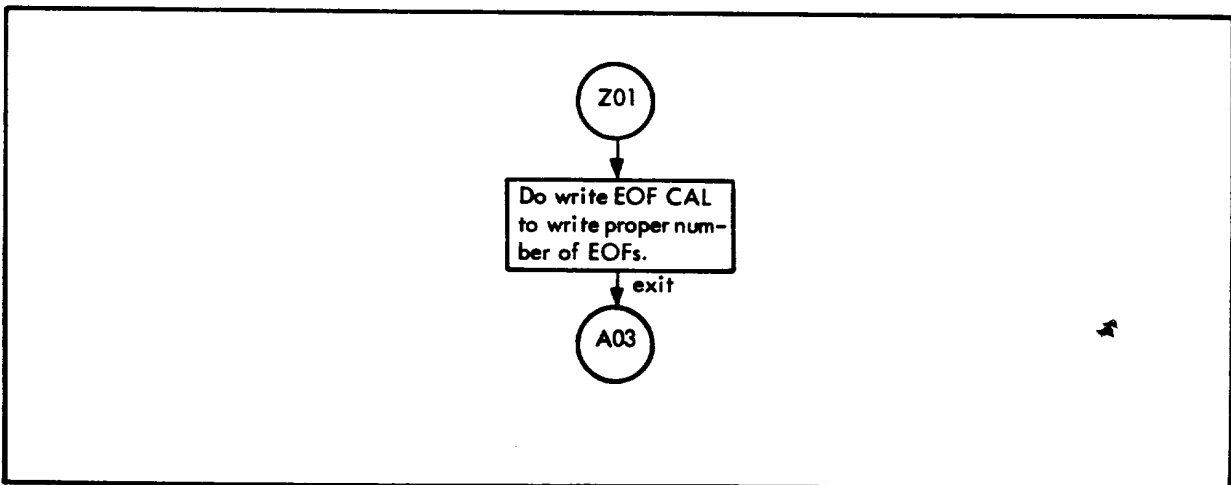 Z01
Do write EOF CAL
to write proper num-
ber of EOFs.
exit
A03